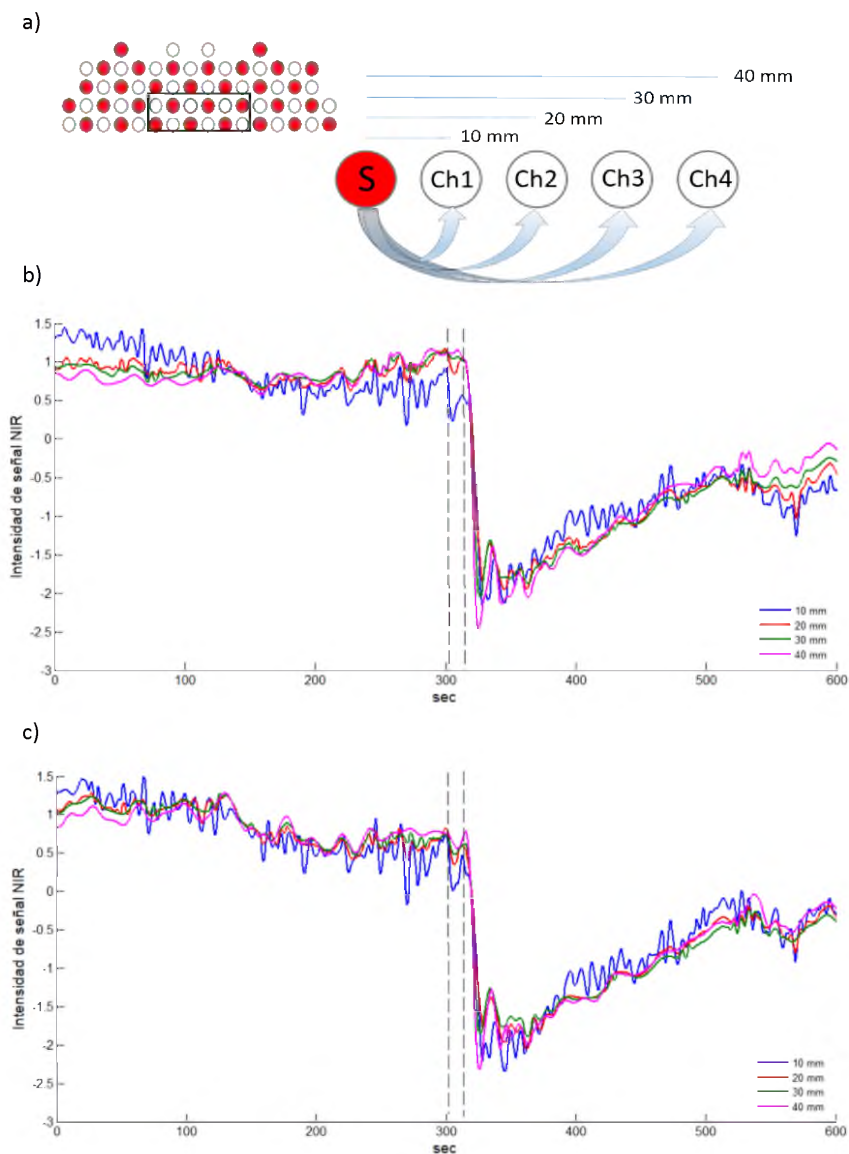 a)
40 mm
30 mm
20 mm
10 mm
S Ch1 Ch2 Ch3 Ch4
b)
Intensidad de señal NIR
1.5
1
0.5
0
-0.5
-1
-1.5
-2
-2.5
-3
0 100 200 300 400 500 600
sec
10 mm
20 mm
30 mm
40 mm
c)
Intensidad de señal NIR
1.5
1
0.5
0
-0.5
-1
-1.5
-2
-2.5
-3
0 100 200 300 400 500 600
sec
10 mm
20 mm
30 mm
40 mm